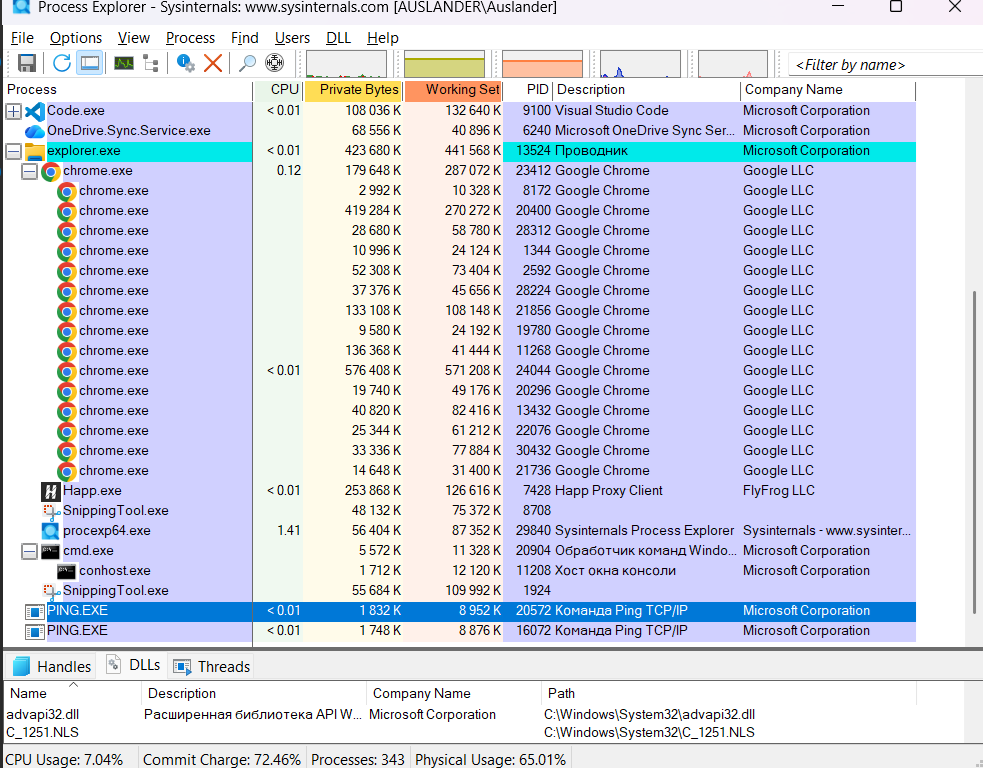 Process Explorer - Sysinternals: www.sysinternals.com [AUSLANDER\Auslander]
File Options View Process Find Users DLL Help
<Filter by name>
Process CPU Private Bytes Working Set PID Description Company Name
Code.exe < 0.01 108 036 K 132 640 K 9100 Visual Studio Code Microsoft Corporation
OneDrive.Sync.Service.exe 68 556 K 40 896 K 6240 Microsoft OneDrive Sync Ser... Microsoft Corporation
explorer.exe < 0.01 423 680 K 441 568 K 13524 Проводник Microsoft Corporation
chrome.exe 0.12 179 648 K 287 072 K 23412 Google Chrome Google LLC
chrome.exe 2 992 K 10 328 K 8172 Google Chrome Google LLC
chrome.exe 419 284 K 270 272 K 20400 Google Chrome Google LLC
chrome.exe 28 680 K 58 780 K 28312 Google Chrome Google LLC
chrome.exe 10 996 K 24 124 K 1344 Google Chrome Google LLC
chrome.exe 52 308 K 73 404 K 2592 Google Chrome Google LLC
chrome.exe 37 376 K 45 656 K 28224 Google Chrome Google LLC
chrome.exe 133 108 K 108 148 K 21856 Google Chrome Google LLC
chrome.exe 9 580 K 24 192 K 19780 Google Chrome Google LLC
chrome.exe 136 368 K 41 444 K 11268 Google Chrome Google LLC
chrome.exe < 0.01 576 408 K 571 208 K 24044 Google Chrome Google LLC
chrome.exe 19 740 K 49 176 K 20296 Google Chrome Google LLC
chrome.exe 40 820 K 82 416 K 13432 Google Chrome Google LLC
chrome.exe 25 344 K 61 212 K 22076 Google Chrome Google LLC
chrome.exe 33 336 K 77 884 K 30432 Google Chrome Google LLC
chrome.exe 14 648 K 31 400 K 21736 Google Chrome Google LLC
Happ.exe < 0.01 253 868 K 126 616 K 7428 Happ Proxy Client FlyFrog LLC
SnippingTool.exe 48 132 K 75 372 K 8708
procexp64.exe 1.41 56 404 K 87 352 K 29840 Sysinternals Process Explorer Sysinternals - www.sysinter...
cmd.exe 5 572 K 11 328 K 20904 Обработчик команд Windo... Microsoft Corporation
conhost.exe 1 712 K 12 120 K 11208 Хост окна консоли Microsoft Corporation
SnippingTool.exe 55 684 K 109 992 K 1924
PING.EXE < 0.01 1 832 K 8 952 K 20572 Команда Ping TCP/IP Microsoft Corporation
PING.EXE < 0.01 1 748 K 8 876 K 16072 Команда Ping TCP/IP Microsoft Corporation
Handles DLLs Threads
Name Description Company Name Path
advapi32.dll Расширенная библиотека API W... Microsoft Corporation C:\Windows\System32\advapi32.dll
C_1251.NLS C:\Windows\System32\C_1251.NLS
CPU Usage: 7.04% Commit Charge: 72.46% Processes: 343 Physical Usage: 65.01%